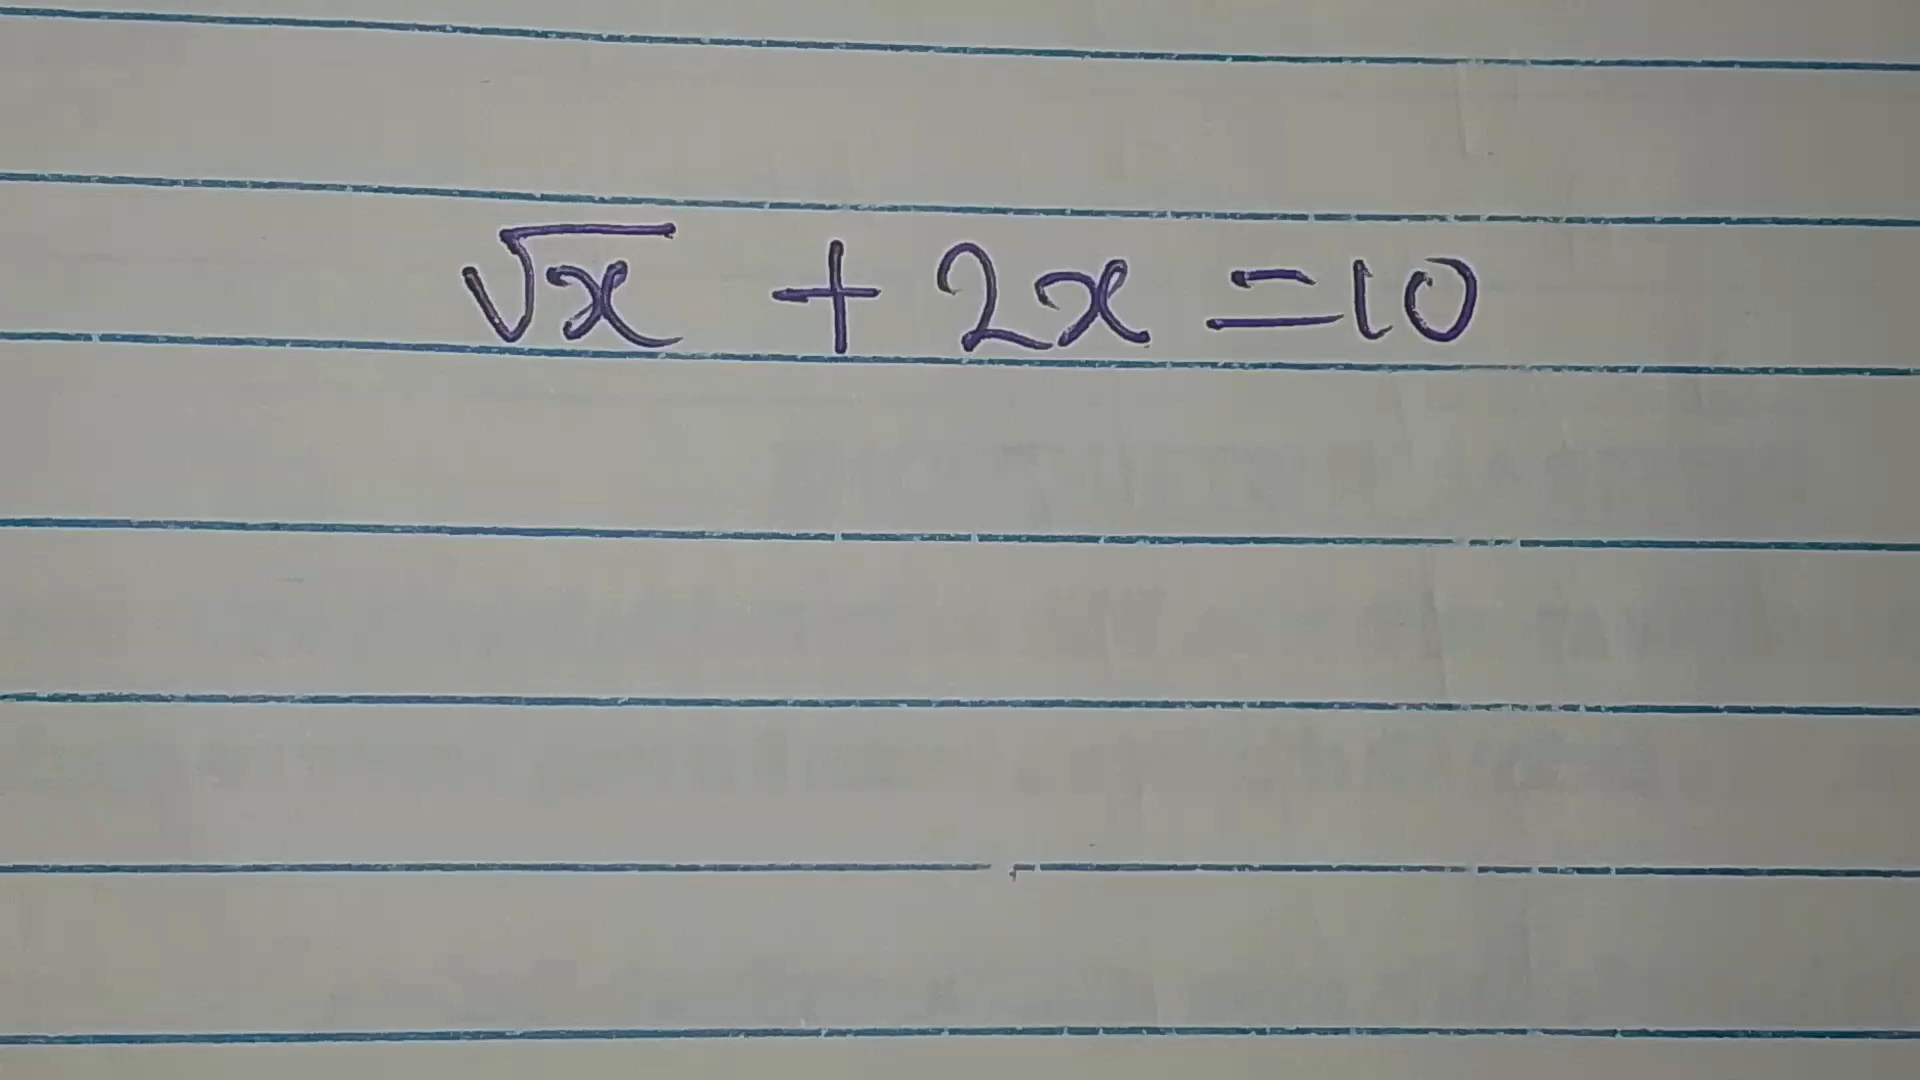 √x + 2x = 10